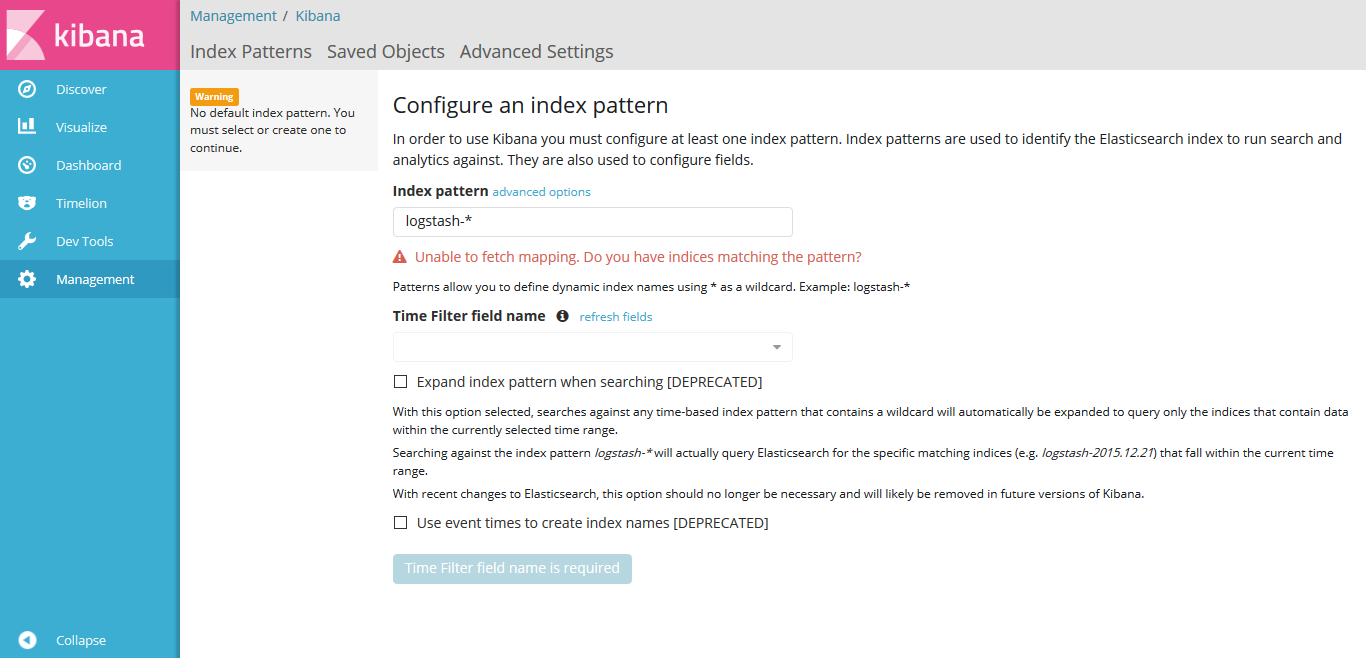 kibana
Discover
Visualize
Dashboard
Timelion
Dev Tools
Management
Collapse
Management / Kibana
Index Patterns Saved Objects Advanced Settings
Warning
No default index pattern. You
must select or create one to
continue.
Configure an index pattern
In order to use Kibana you must configure at least one index pattern. Index patterns are used to identify the Elasticsearch index to run search and
analytics against. They are also used to configure fields.
Index pattern advanced options
logstash-*
Unable to fetch mapping. Do you have indices matching the pattern?
Patterns allow you to define dynamic index names using * as a wildcard. Example: logstash-*
Time Filter field name refresh fields
Expand index pattern when searching [DEPRECATED]
With this option selected, searches against any time-based index pattern that contains a wildcard will automatically be expanded to query only the indices that contain data
within the currently selected time range.
Searching against the index pattern logstash-* will actually query Elasticsearch for the specific matching indices (e.g. logstash-2015.12.21) that fall within the current time
range.
With recent changes to Elasticsearch, this option should no longer be necessary and will likely be removed in future versions of Kibana.
Use event times to create index names [DEPRECATED]
Time Filter field name is required